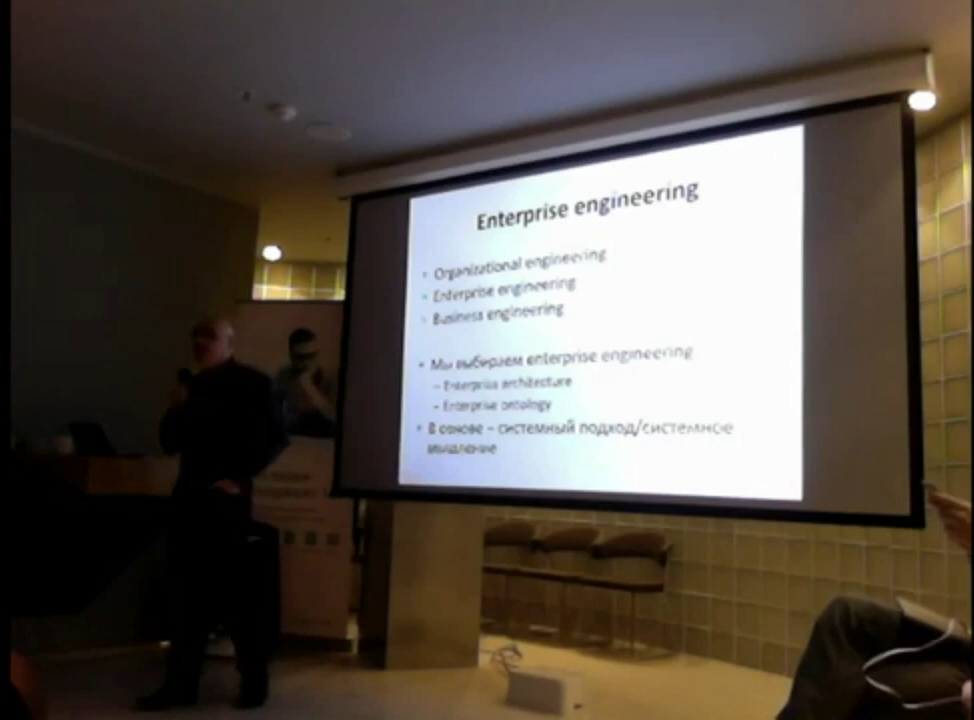 Enterprise engineering
• Organizational engineering
• Enterprise engineering
• Business engineering
• Мы выбираем enterprise engineering
– Enterprise architecture
– Enterprise ontology
• В основе – системный подход/системное
мышление